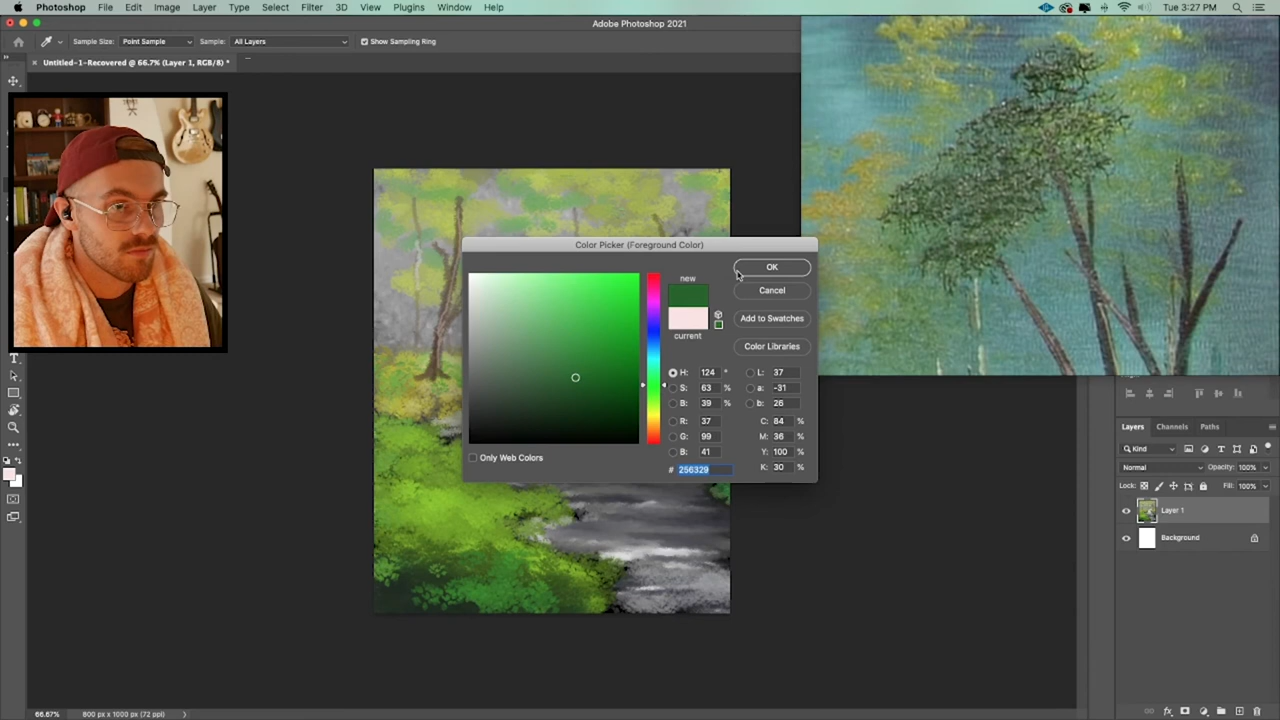 Photoshop File Edit Image Layer Type Select Filter 3D View Plugins Window Help Tue 3:27 PM
Adobe Photoshop 2021
Sample Size: Point Sample Sample: All Layers Show Sampling Ring
Untitled-1-Recovered @ 66.7% (Layer 1, RGB/8) *
Color Picker (Foreground Color)
new
current
OK
Cancel
Add to Swatches
Color Libraries
H: 124 ° L: 37
S: 63 % a: -31
B: 39 % b: 26
R: 37 C: 84 %
G: 99 M: 36 %
B: 41 Y: 100 %
# 256329 K: 30 %
Only Web Colors
Align:
Layers Channels Paths
Kind
Normal Opacity: 100%
Lock: Fill: 100%
Layer 1
Background
66.67% 800 px x 1000 px (72 ppi)